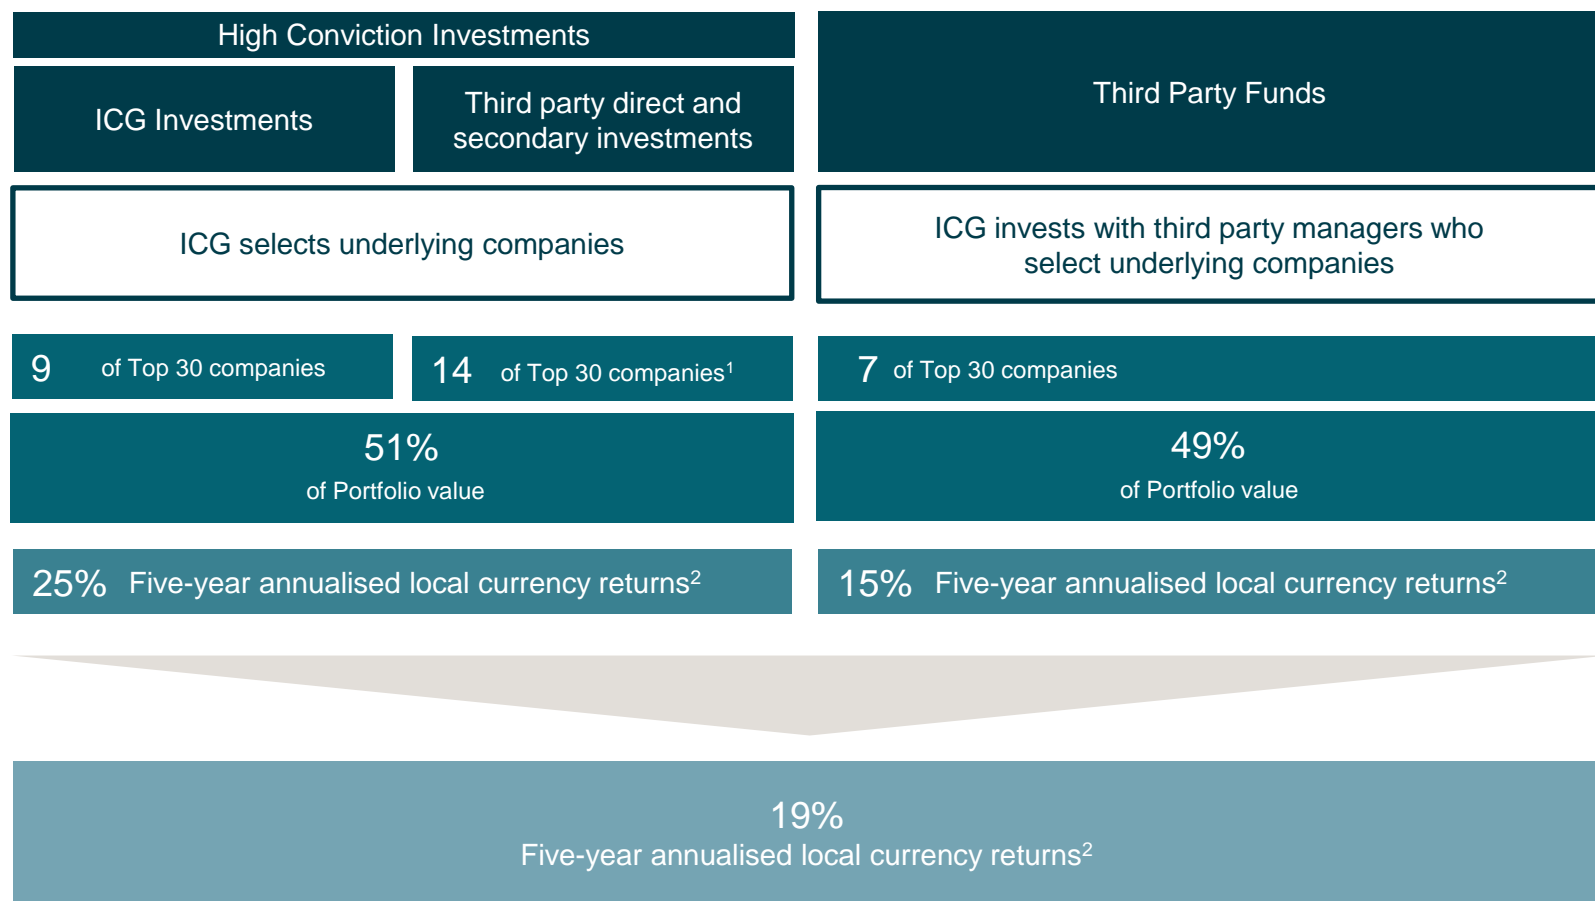 High Conviction Investments
ICG Investments
Third party direct and
secondary investments
Third Party Funds
ICG selects underlying companies
ICG invests with third party managers who
select underlying companies
9 of Top 30 companies
14 of Top 30 companies¹
7 of Top 30 companies
51%
of Portfolio value
49%
of Portfolio value
25% Five-year annualised local currency returns²
15% Five-year annualised local currency returns²
19%
Five-year annualised local currency returns²